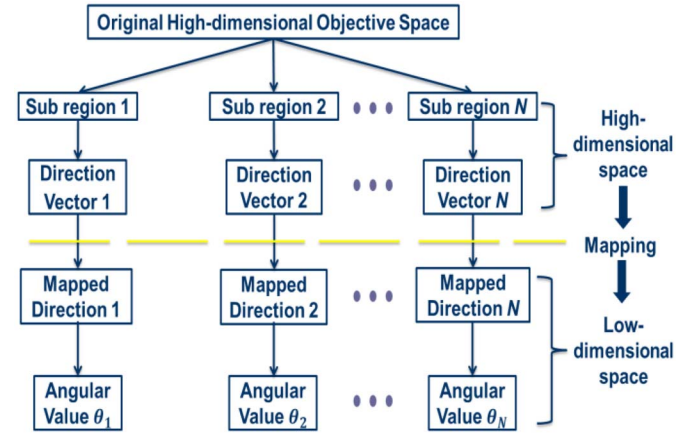 Original High-dimensional Objective Space
Sub region 1
Sub region 2
Sub region N
High-
dimensional
space
Direction
Vector 1
Direction
Vector 2
Direction
Vector N
Mapping
Mapped
Direction 1
Mapped
Direction 2
Mapped
Direction N
Low-
dimensional
space
Angular
Value θ₁
Angular
Value θ₂
Angular
Value θ_N